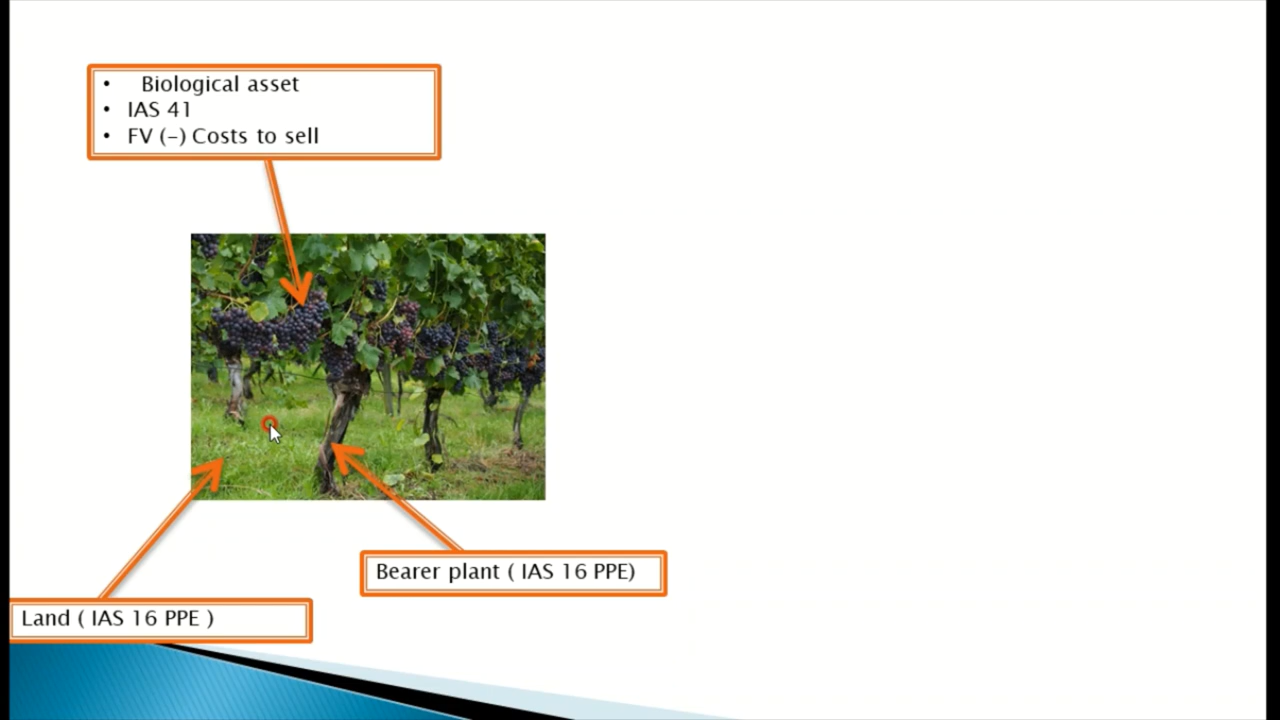 • Biological asset
• IAS 41
• FV (-) Costs to sell
Bearer plant ( IAS 16 PPE)
Land ( IAS 16 PPE )